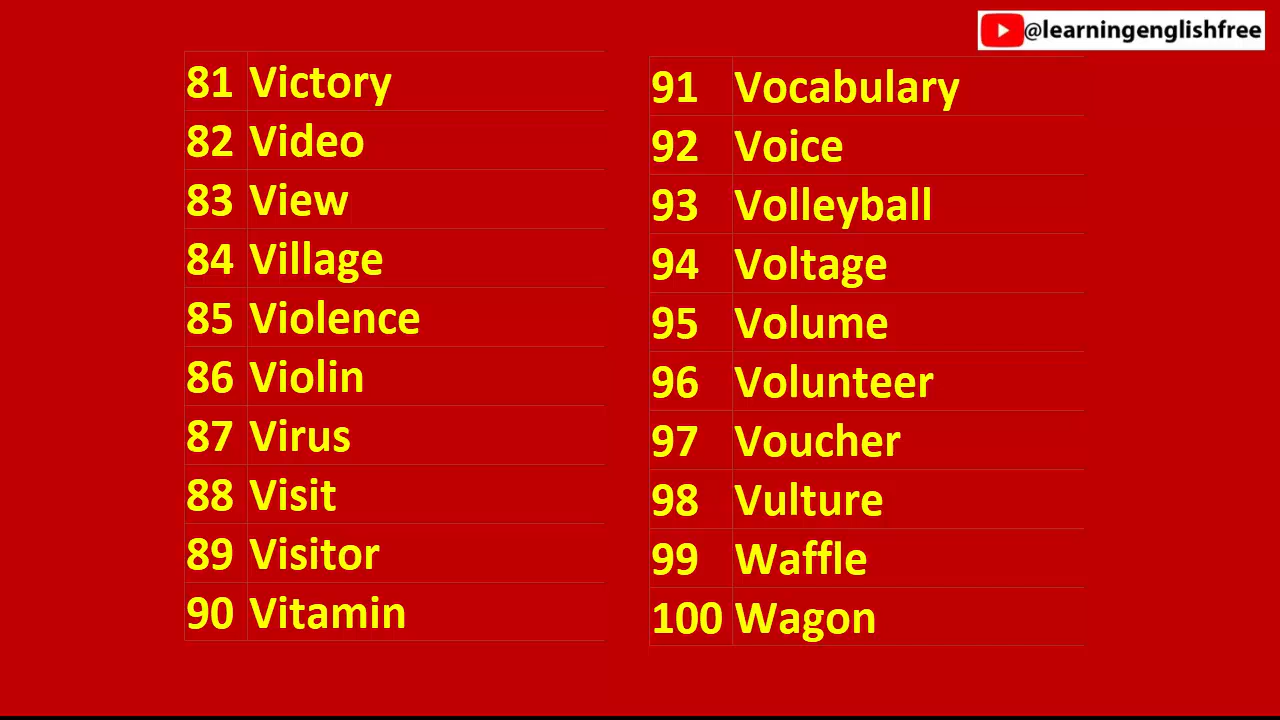 @learningenglishfree
81 Victory
82 Video
83 View
84 Village
85 Violence
86 Violin
87 Virus
88 Visit
89 Visitor
90 Vitamin
91 Vocabulary
92 Voice
93 Volleyball
94 Voltage
95 Volume
96 Volunteer
97 Voucher
98 Vulture
99 Waffle
100 Wagon